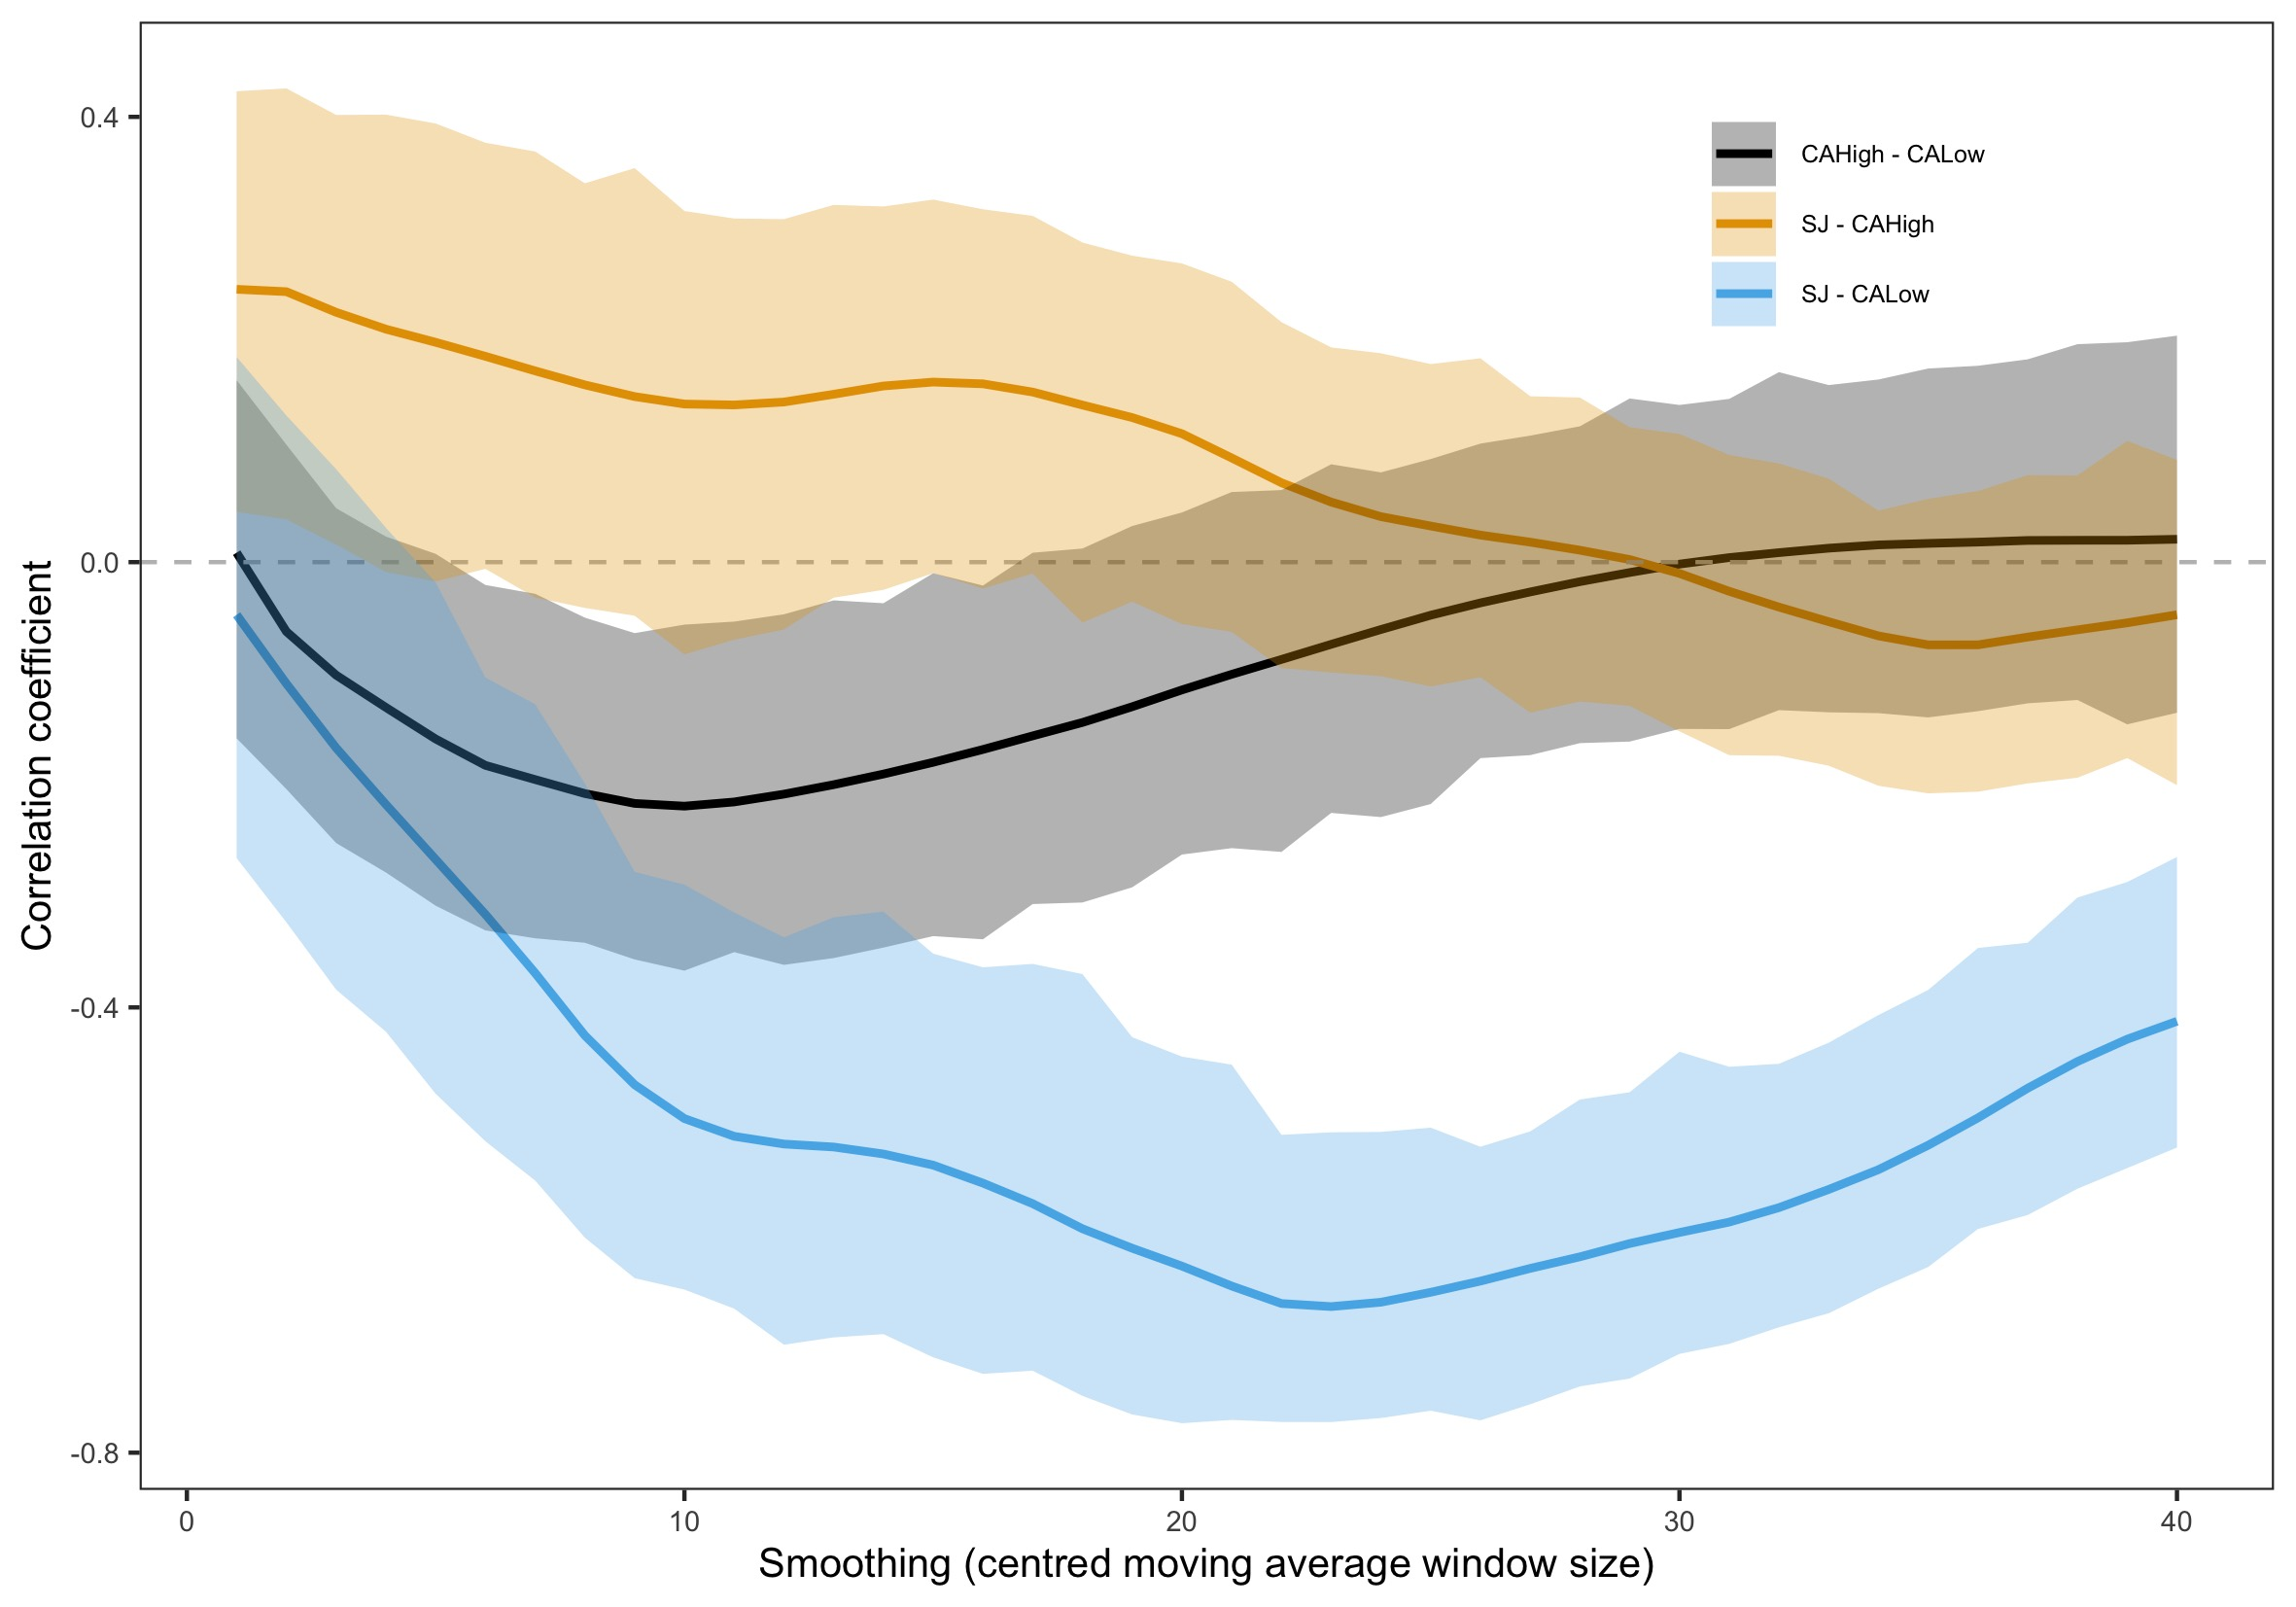 Correlation coefficient
0.4
0.0
-0.4
-0.8
CAHigh - CALow
SJ - CAHigh
SJ - CALow
0 10 20 30 40
Smoothing (centred moving average window size)